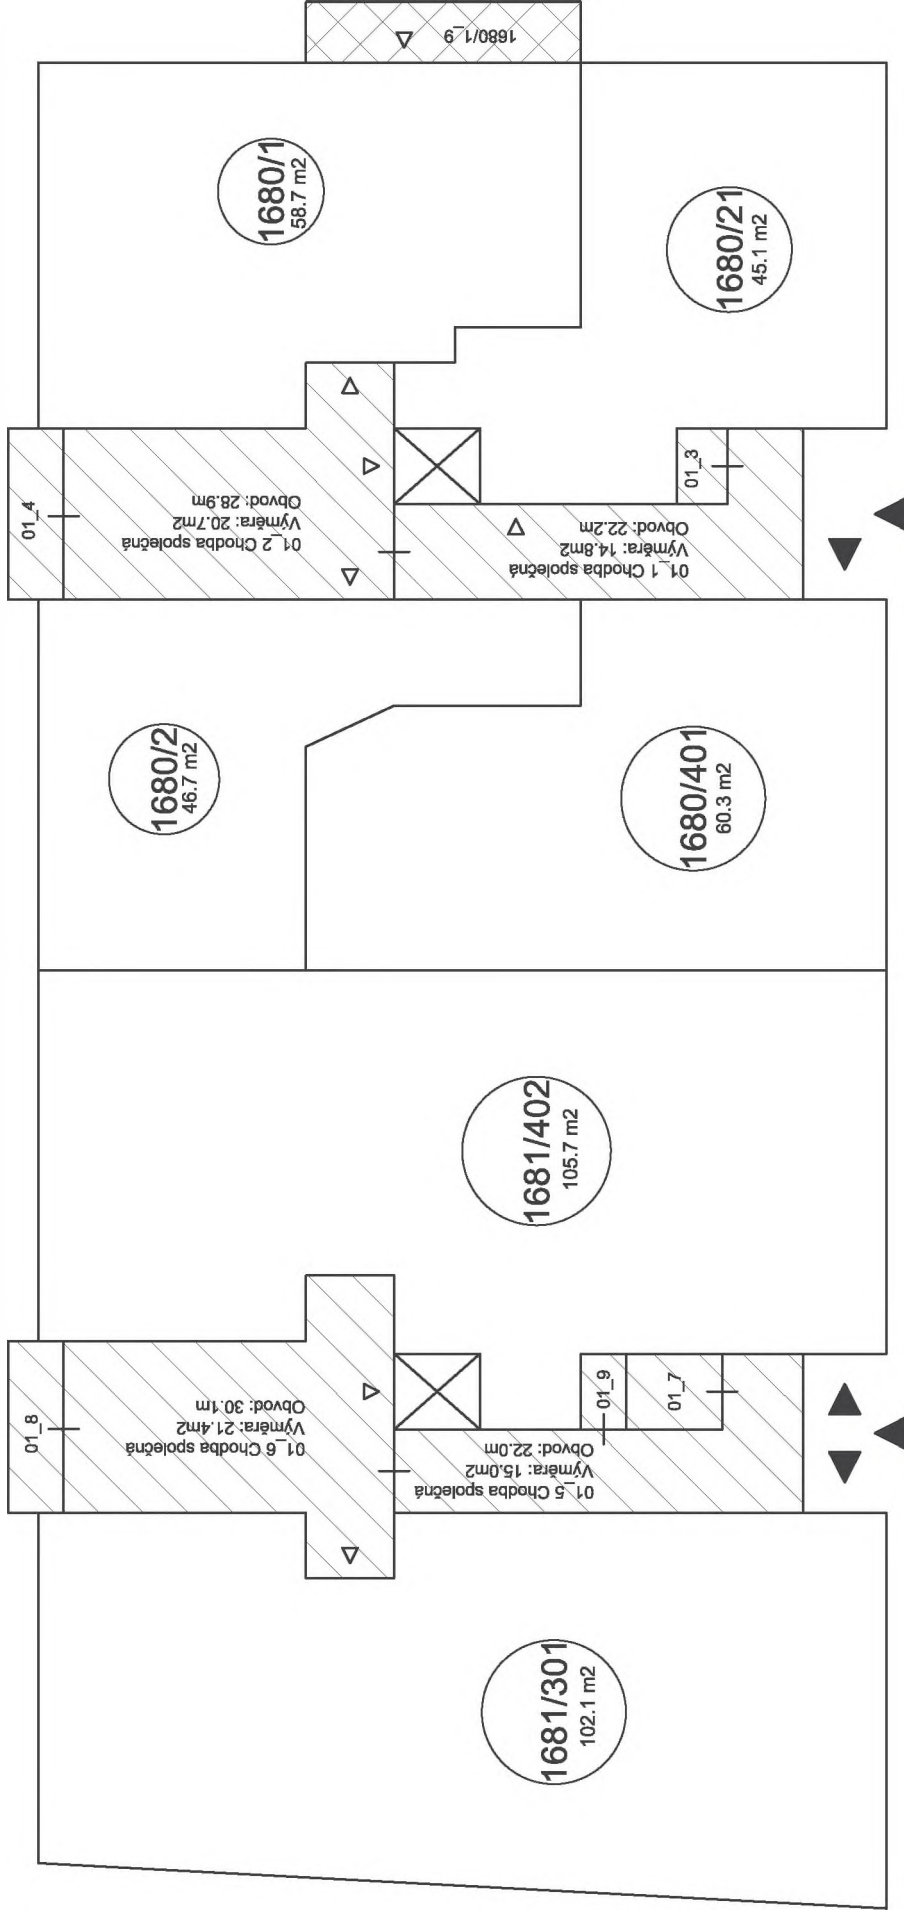 1680/1_9
1680/1
58.7 m2
1680/21
45.1 m2
01_4
01_2 Chodba společná
Výměra: 20.7m2
Obvod: 28.9m
01_3
01_1 Chodba společná
Výměra: 14.8m2
Obvod: 22.2m
1680/2
46.7 m2
1680/401
60.3 m2
1681/402
105.7 m2
01_8
01_6 Chodba společná
Výměra: 21.4m2
Obvod: 30.1m
01_9
01_7
01_5 Chodba společná
Výměra: 15.0m2
Obvod: 22.0m
1681/301
102.1 m2